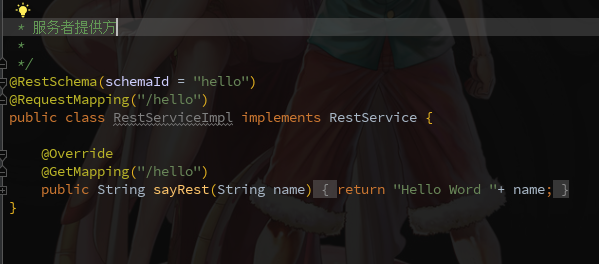 * 服务者提供方
*
*/
@RestSchema(schemaId = "hello")
@RequestMapping("/hello")
public class RestServiceImpl implements RestService {
@Override
@GetMapping("/hello")
public String sayRest(String name) { return "Hello Word "+ name; }
}